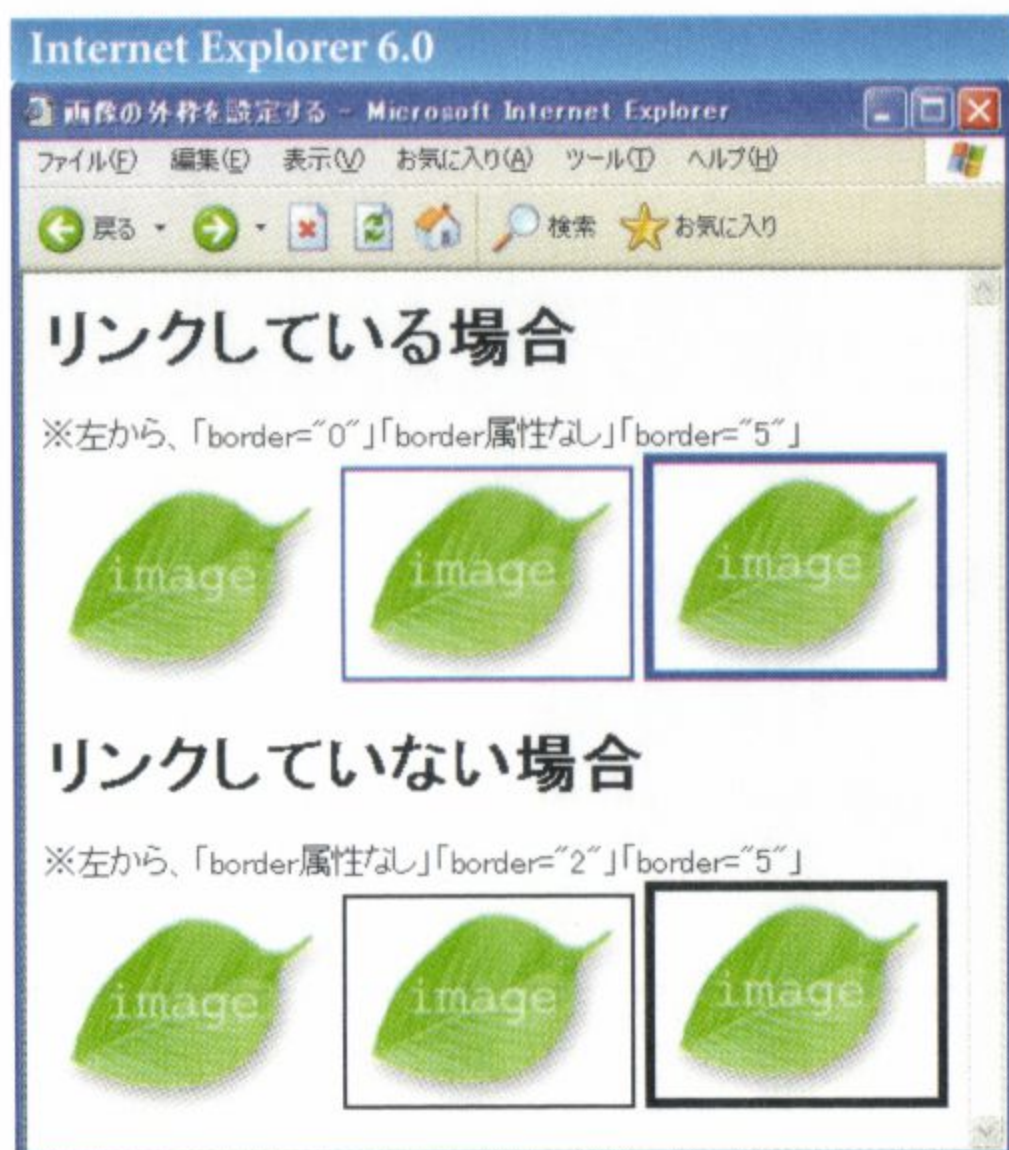 Internet Explorer 6.0
画像の外枠を設定する - Microsoft Internet Explorer
ファイル(F) 編集(E) 表示(V) お気に入り(A) ツール(T) ヘルプ(H)
戻る 検索 お気に入り
リンクしている場合
※左から、「border="0"」「border属性なし」「border="5"」
image image image
リンクしていない場合
※左から、「border属性なし」「border="2"」「border="5"」
image image image